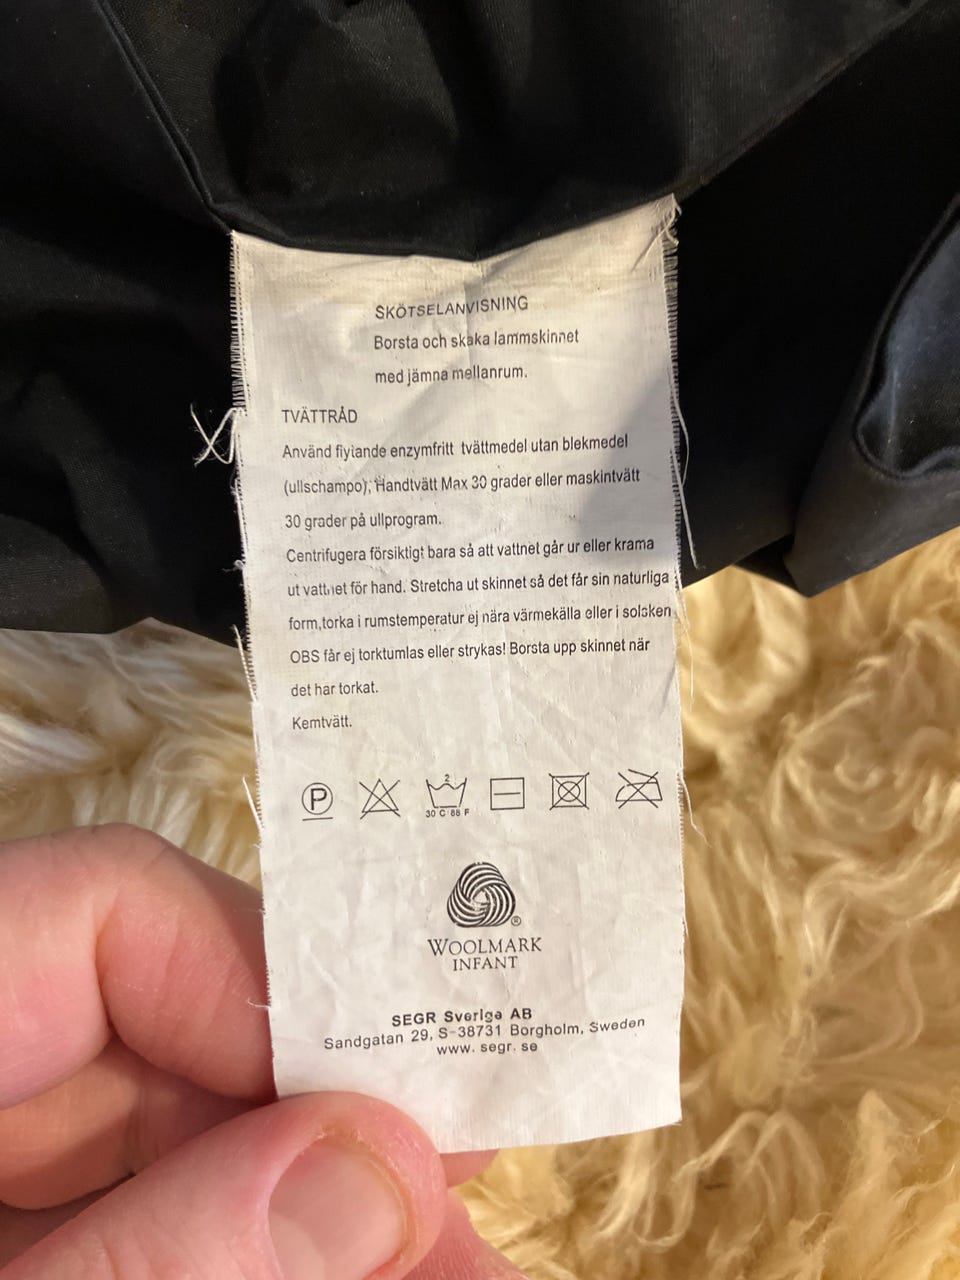 SKÖTSELANVISNING
Borsta och skaka lammskinnet
med jämna mellanrum.
TVÄTTRÅD
Använd flytande enzymfritt tvättmedel utan blekmedel
(ullschampo), Handtvätt Max 30 grader eller maskintvätt
30 grader på ullprogram.
Centrifugera försiktigt bara så att vattnet går ur eller krama
ut vattnet för hand. Stretcha ut skinnet så det får sin naturliga
form,torka i rumstemperatur ej nära värmekälla eller i solsken
OBS får ej torktumlas eller strykas! Borsta upp skinnet när
det har torkat.
Kemtvätt.
P
2
30 C 86 F
WOOLMARK
INFANT
®
SEGR Sverige AB
Sandgatan 29, S-38731 Borgholm, Sweden
www. segr. se